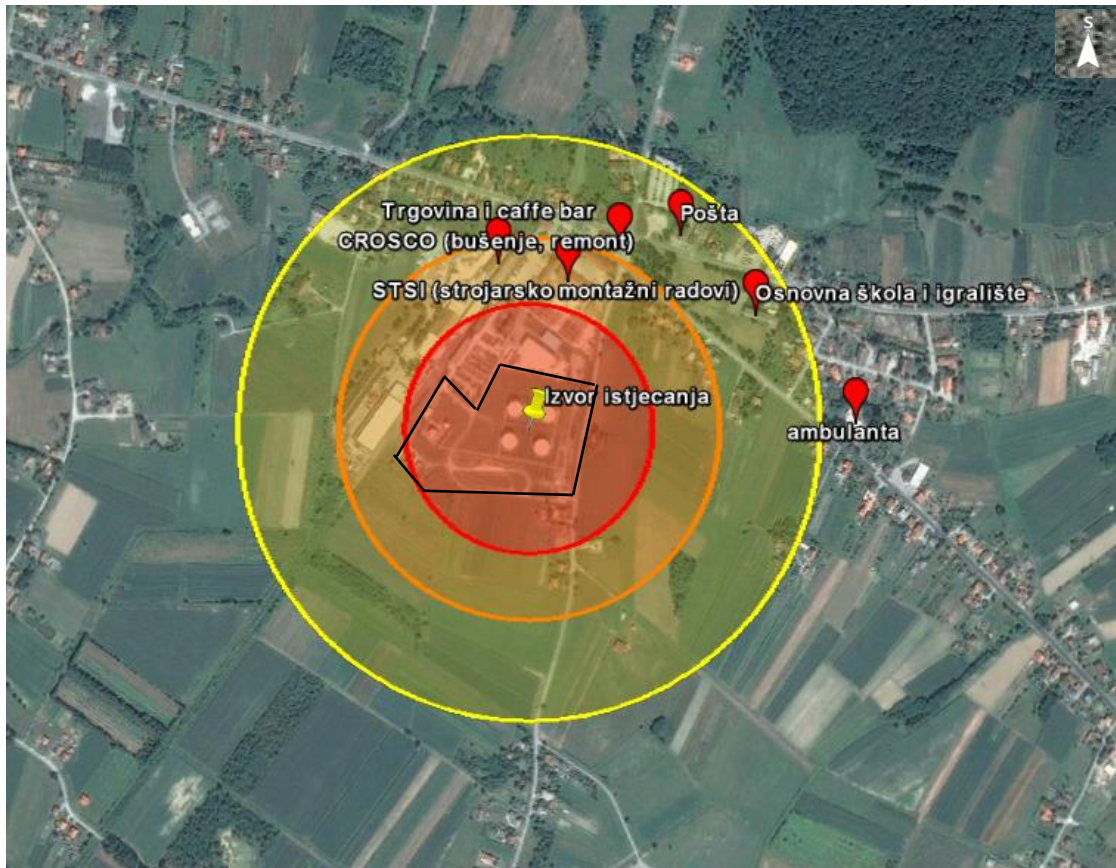 S
Trgovina i caffe bar
Pošta
CROSCO (bušenje, remont)
STSI (strojarsko montažni radovi)
Osnovna škola i igralište
Izvor istjecanja
ambulanta